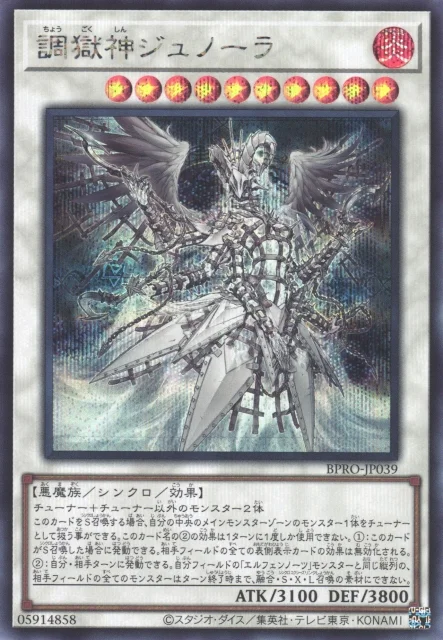 ちょう ごく しん
調獄神ジュノーラ
炎
BPRO-JP039
【悪魔族／シンクロ／効果】
チューナー＋チューナー以外のモンスター2体
このカードをS召喚する場合、自分の中央のメインモンスターゾーンのモンスター1体をチューナー
として扱う事ができる。このカード名の②の効果は1ターンに1度しか使用できない。①：このカード
がS召喚した場合に発動できる。相手フィールドの全ての表側表示カードの効果は無効化される。
②：自分・相手ターンに発動できる。自分フィールドの「エルフェンノーツ」モンスターと同じ縦列の、
相手フィールドの全てのモンスターはターン終了時まで、融合・S・X・L召喚の素材にできない。
ATK/3100 DEF/3800
05914858
©スタジオ・ダイス／集英社・テレビ東京・KONAMI